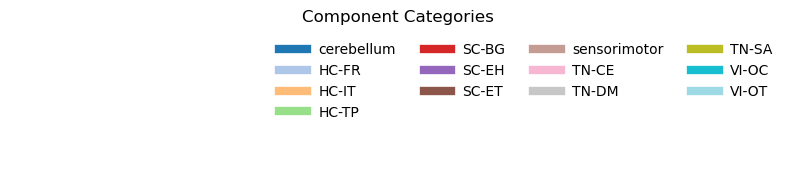 Component Categories
cerebellum
HC-FR
HC-IT
HC-TP
SC-BG
SC-EH
SC-ET
sensorimotor
TN-CE
TN-DM
TN-SA
VI-OC
VI-OT